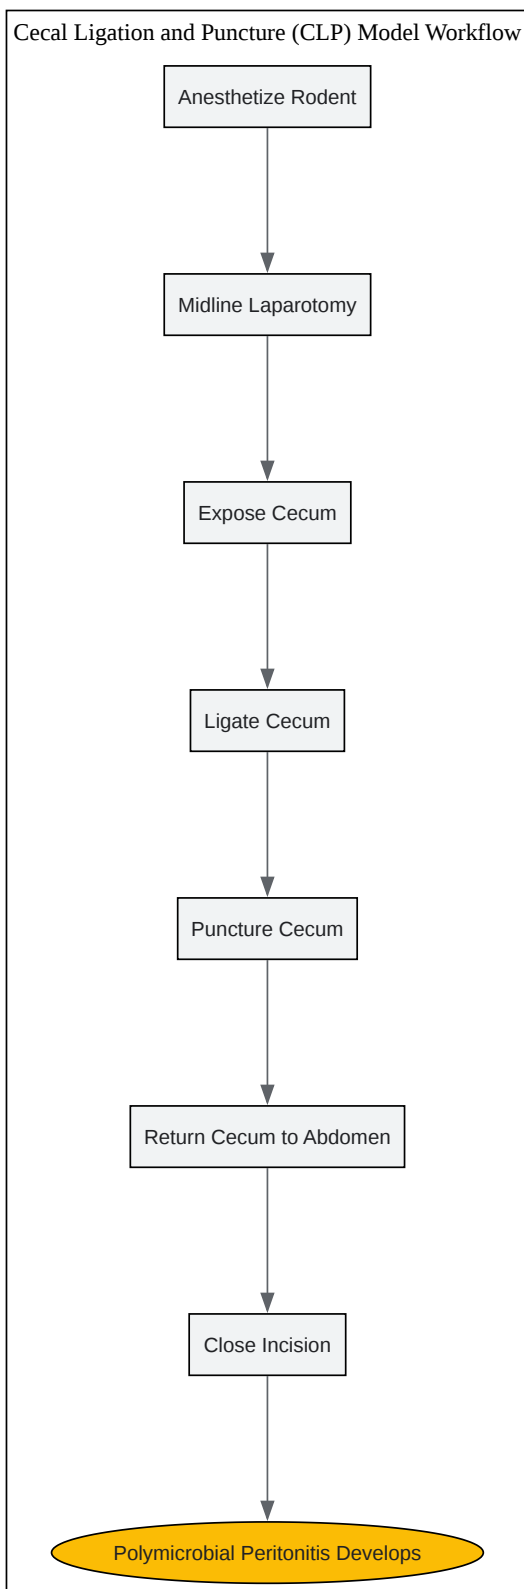 Cecal Ligation and Puncture (CLP) Model Workflow
Anesthetize Rodent
Midline Laparotomy
Expose Cecum
Ligate Cecum
Puncture Cecum
Return Cecum to Abdomen
Close Incision
Polymicrobial Peritonitis Develops